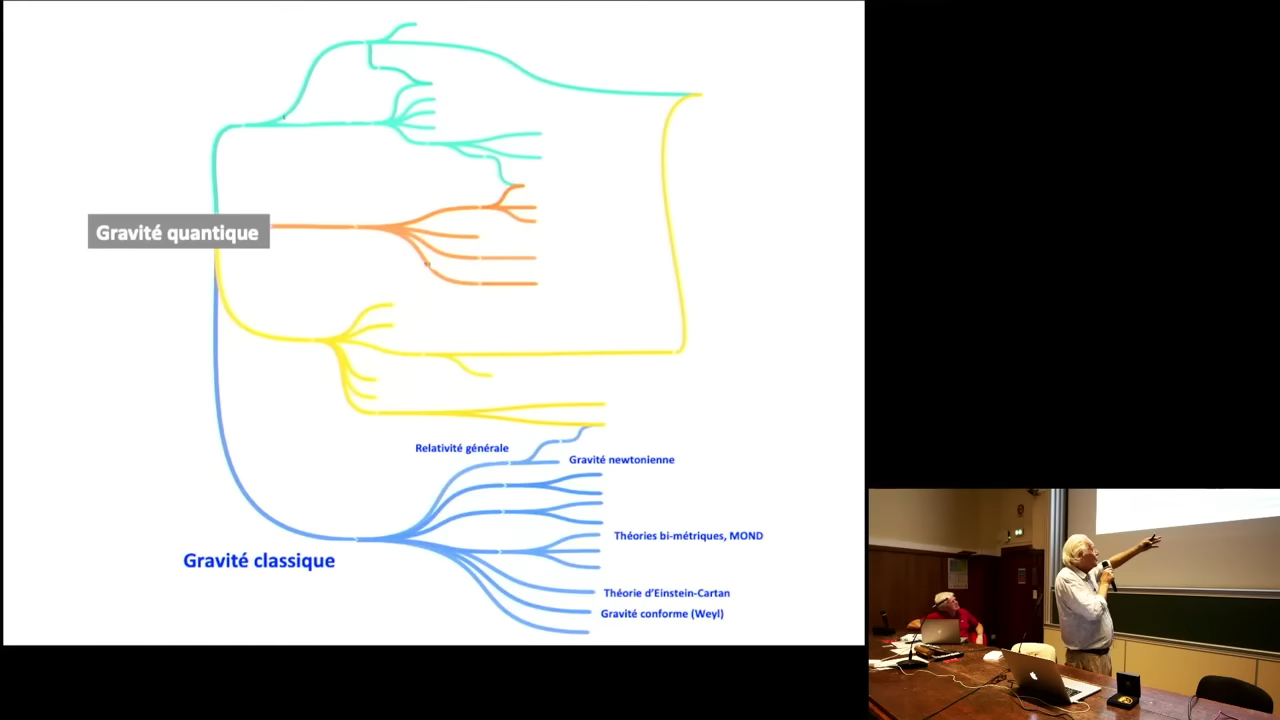 Gravité quantique
Relativité générale
Gravité newtonienne
Théories bi-métriques, MOND
Gravité classique
Théorie d'Einstein-Cartan
Gravité conforme (Weyl)